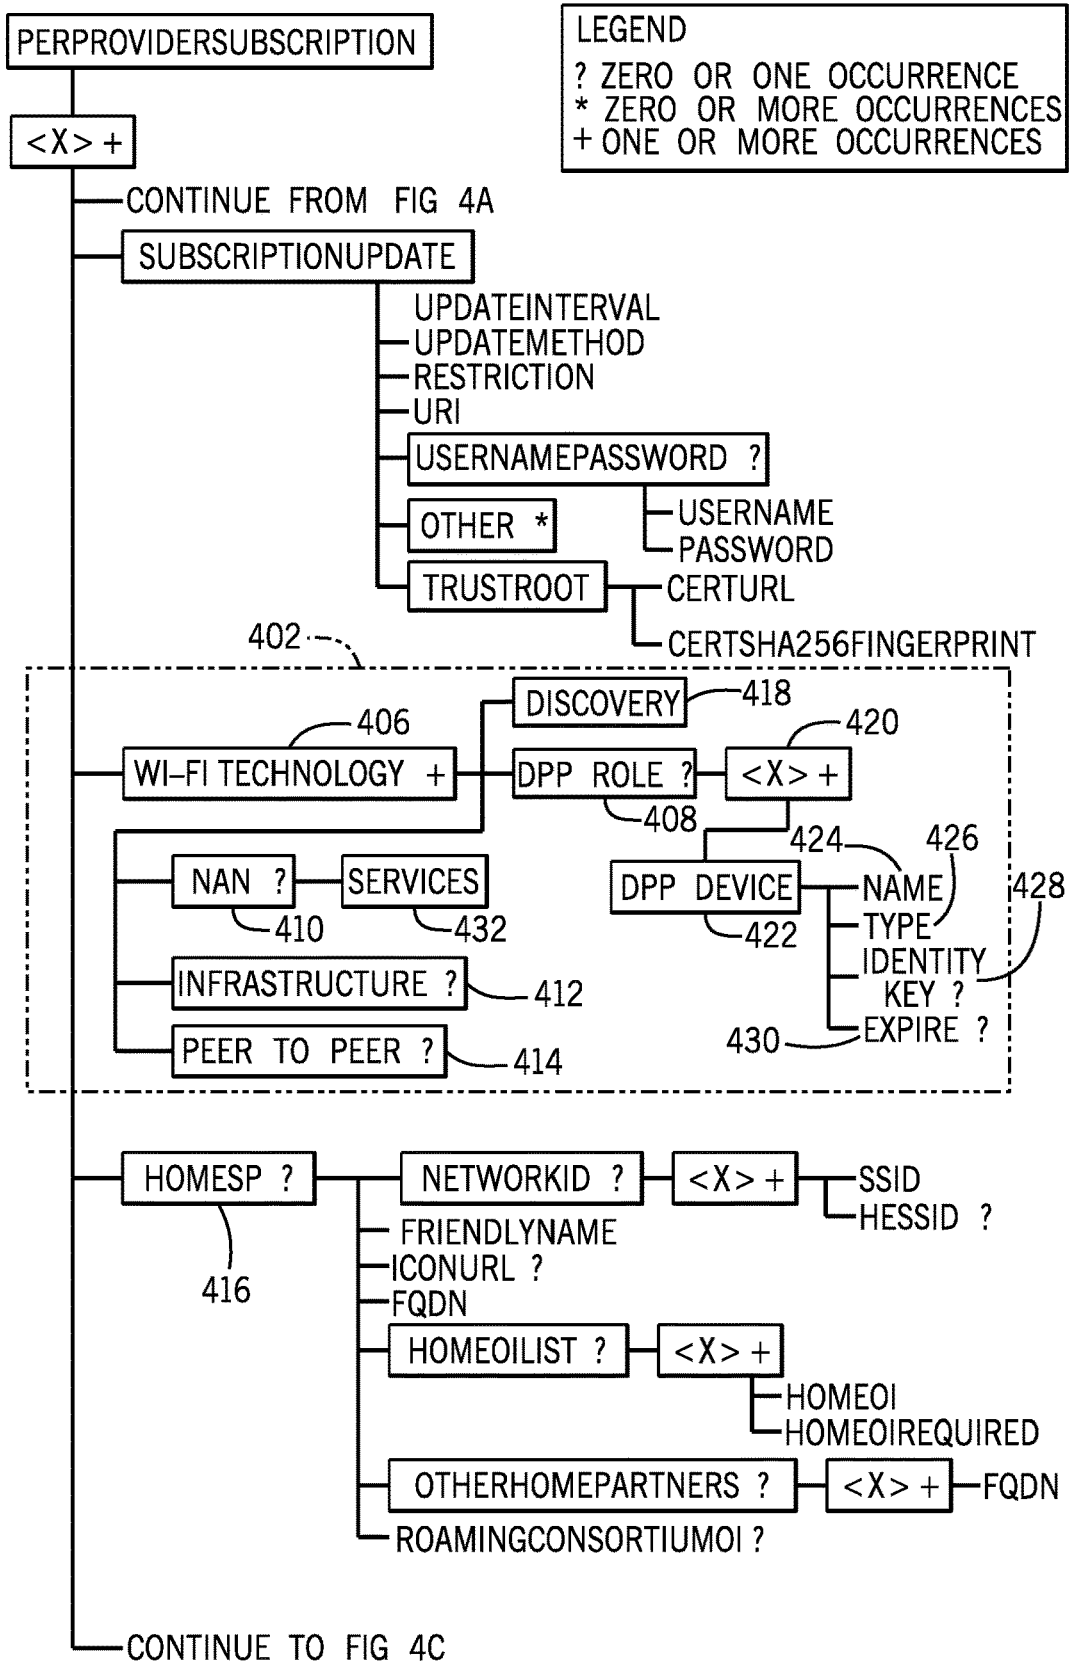 PERPROVIDERSUBSCRIPTION
LEGEND
? ZERO OR ONE OCCURRENCE
* ZERO OR MORE OCCURRENCES
+ ONE OR MORE OCCURRENCES
<X> +
CONTINUE FROM FIG 4A
SUBSCRIPTIONUPDATE
UPDATEINTERVAL
UPDATEMETHOD
RESTRICTION
URI
USERNAMEPASSWORD ?
USERNAME
PASSWORD
OTHER *
TRUSTROOT
CERTURL
CERTSHA256FINGERPRINT
402
DISCOVERY
418
406
420
WI-FI TECHNOLOGY +
DPP ROLE ?
<X> +
408
424
426
NAN ?
SERVICES
DPP DEVICE
NAME
428
410
432
422
TYPE
IDENTITY
KEY ?
INFRASTRUCTURE ?
412
430
EXPIRE ?
PEER TO PEER ?
414
HOMESP ?
NETWORKID ?
<X> +
SSID
HESSID ?
416
FRIENDLYNAME
ICONURL ?
FQDN
HOMEOILIST ?
<X> +
HOMEOI
HOMEOIREQUIRED
OTHERHOMEPARTNERS ?
<X> +
FQDN
ROAMINGCONSORTIUMOI ?
CONTINUE TO FIG 4C